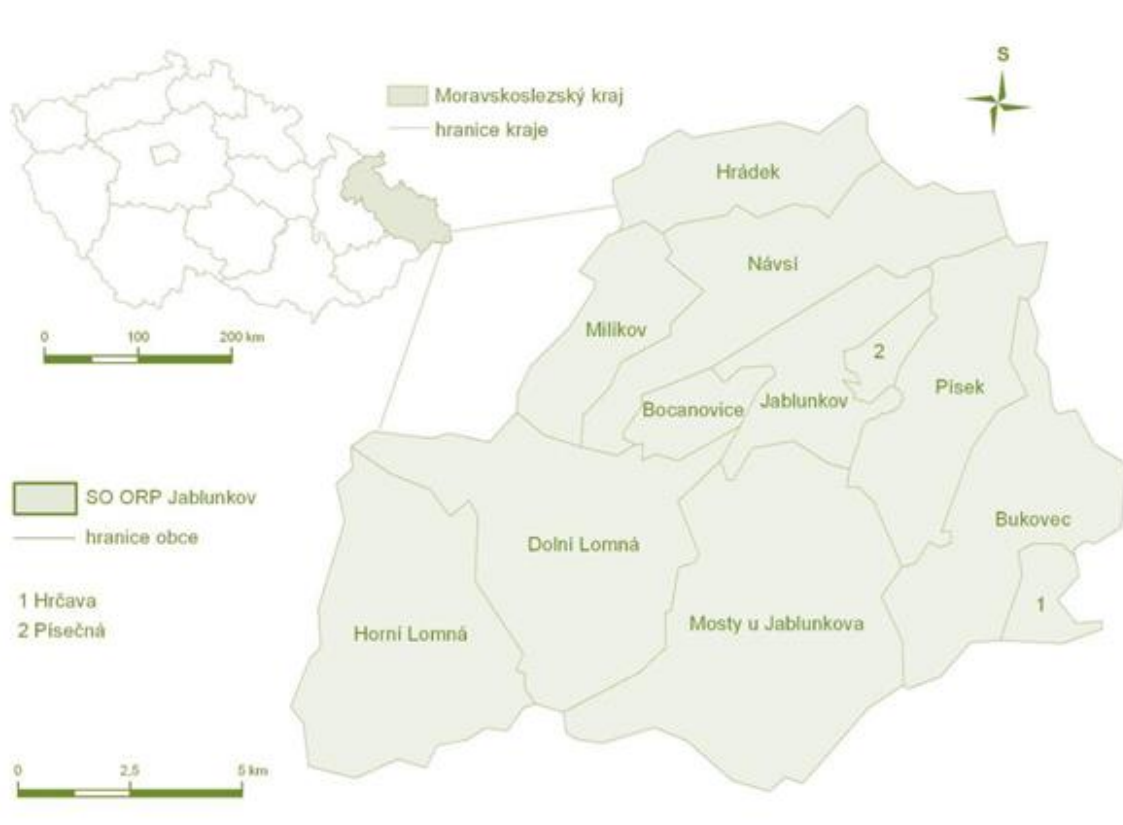 S
Moravskoslezský kraj
hranice kraje
0 100 200 km
Hrádek
Návsí
Milíkov
2
Písek
Bocanovice
Jablunkov
SO ORP Jablunkov
hranice obce
Bukovec
Dolní Lomná
1 Hrčava
2 Písečná
1
Mosty u Jablunkova
Horní Lomná
0 2,5 5 km